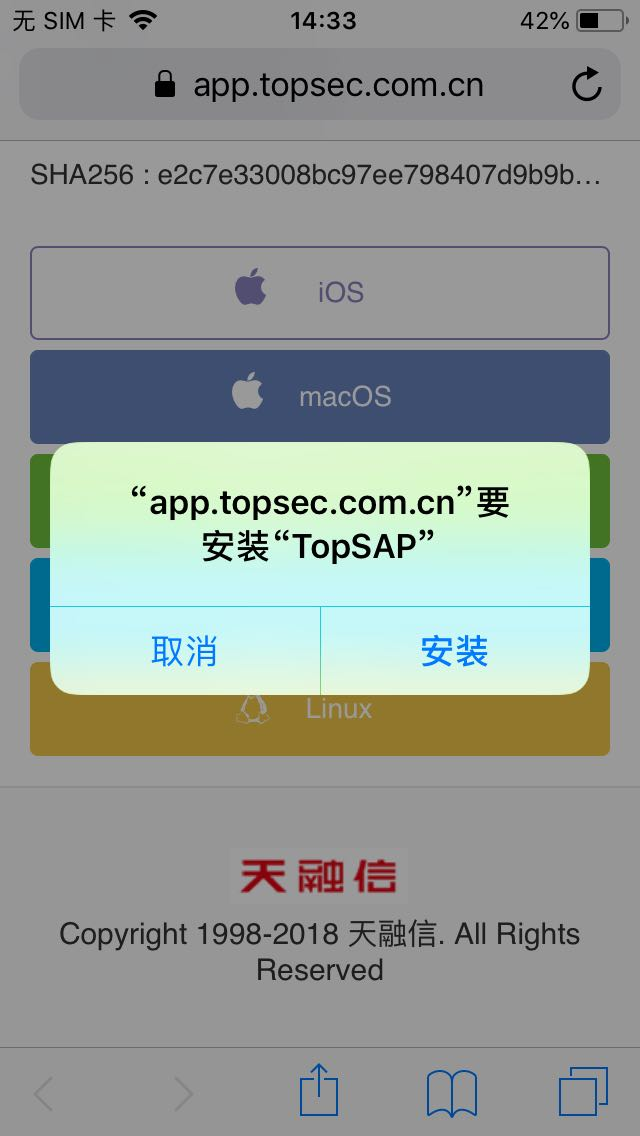 无 SIM 卡 14:33 42%
app.topsec.com.cn
SHA256 : e2c7e33008bc97ee798407d9b9b…
iOS
macOS
“app.topsec.com.cn”要
安装“TopSAP”
取消 安装
Linux
天融信
Copyright 1998-2018 天融信. All Rights
Reserved